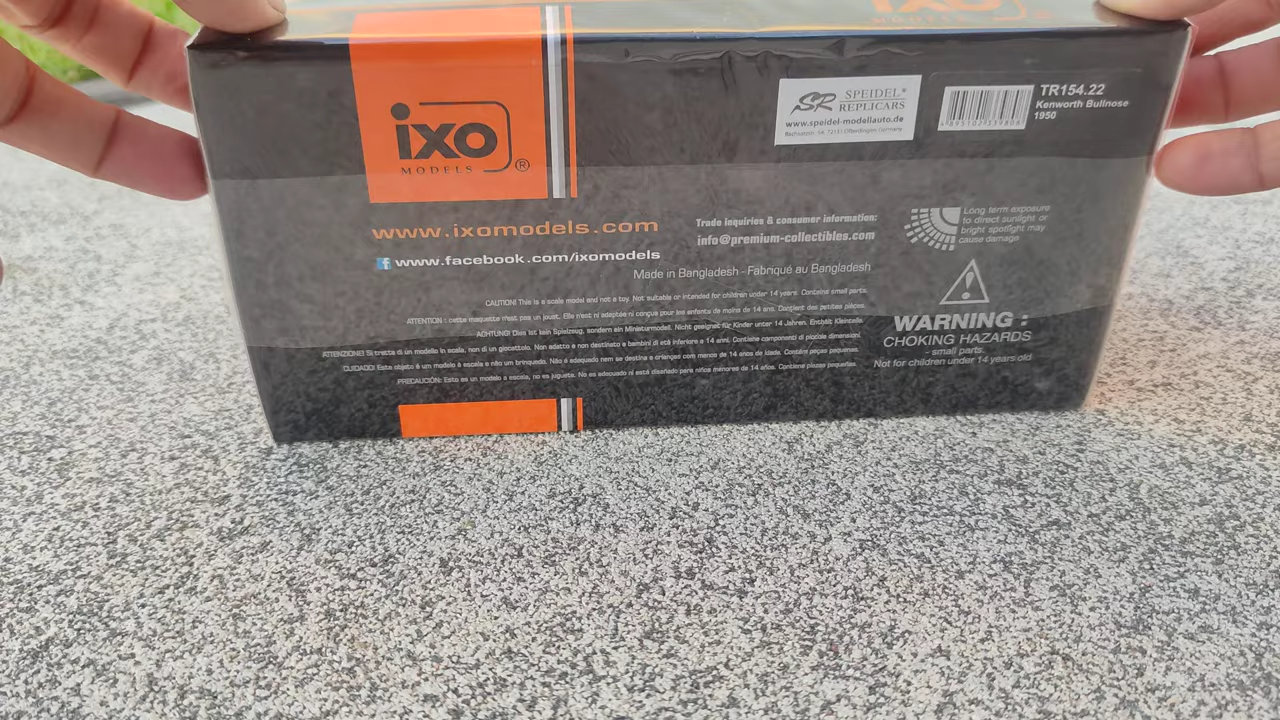 ixo
MODELS ®
SR SPEIDEL®
REPLICARS
www.speidel-modellauto.de
TR154.22
Kenworth Bullnose
1950
www.ixomodels.com
f www.facebook.com/ixomodels
Trade inquiries & consumer information:
info@premium-collectibles.com
Made in Bangladesh - Fabriqué au Bangladesh
Long term exposure
to direct sunlight or
bright spotlight may
cause damage
CAUTION! This is a scale model and not a toy. Not suitable or intended for children under 14 years. Contains small parts.
ATTENTION : cette maquette n'est pas un jouet. Elle n'est ni adaptée ni conçue pour les enfants de moins de 14 ans. Contient des petites pièces.
ACHTUNG! Dies ist kein Spielzeug, sondern ein Miniaturmodell. Nicht geeignet für Kinder unter 14 Jahren. Enthält Kleinteile.
ATTENZIONE! Si tratta di un modello in scala, non di un giocattolo. Non adatto a non destinato a bambini di età inferiore a 14 anni. Contiene componenti di piccole dimensioni.
CUIDADO! Este objeto é um modelo à escala e não um brinquedo. Não é adequado nem se destina a crianças com menos de 14 anos de idade. Contém peças pequenas.
PRECAUCIÓN: Esto es un modelo a escala, no es juguete. No es adecuado ni está diseñado para niños menores de 14 años. Contiene piezas pequeñas.
WARNING :
CHOKING HAZARDS
- small parts.
Not for children under 14 years old